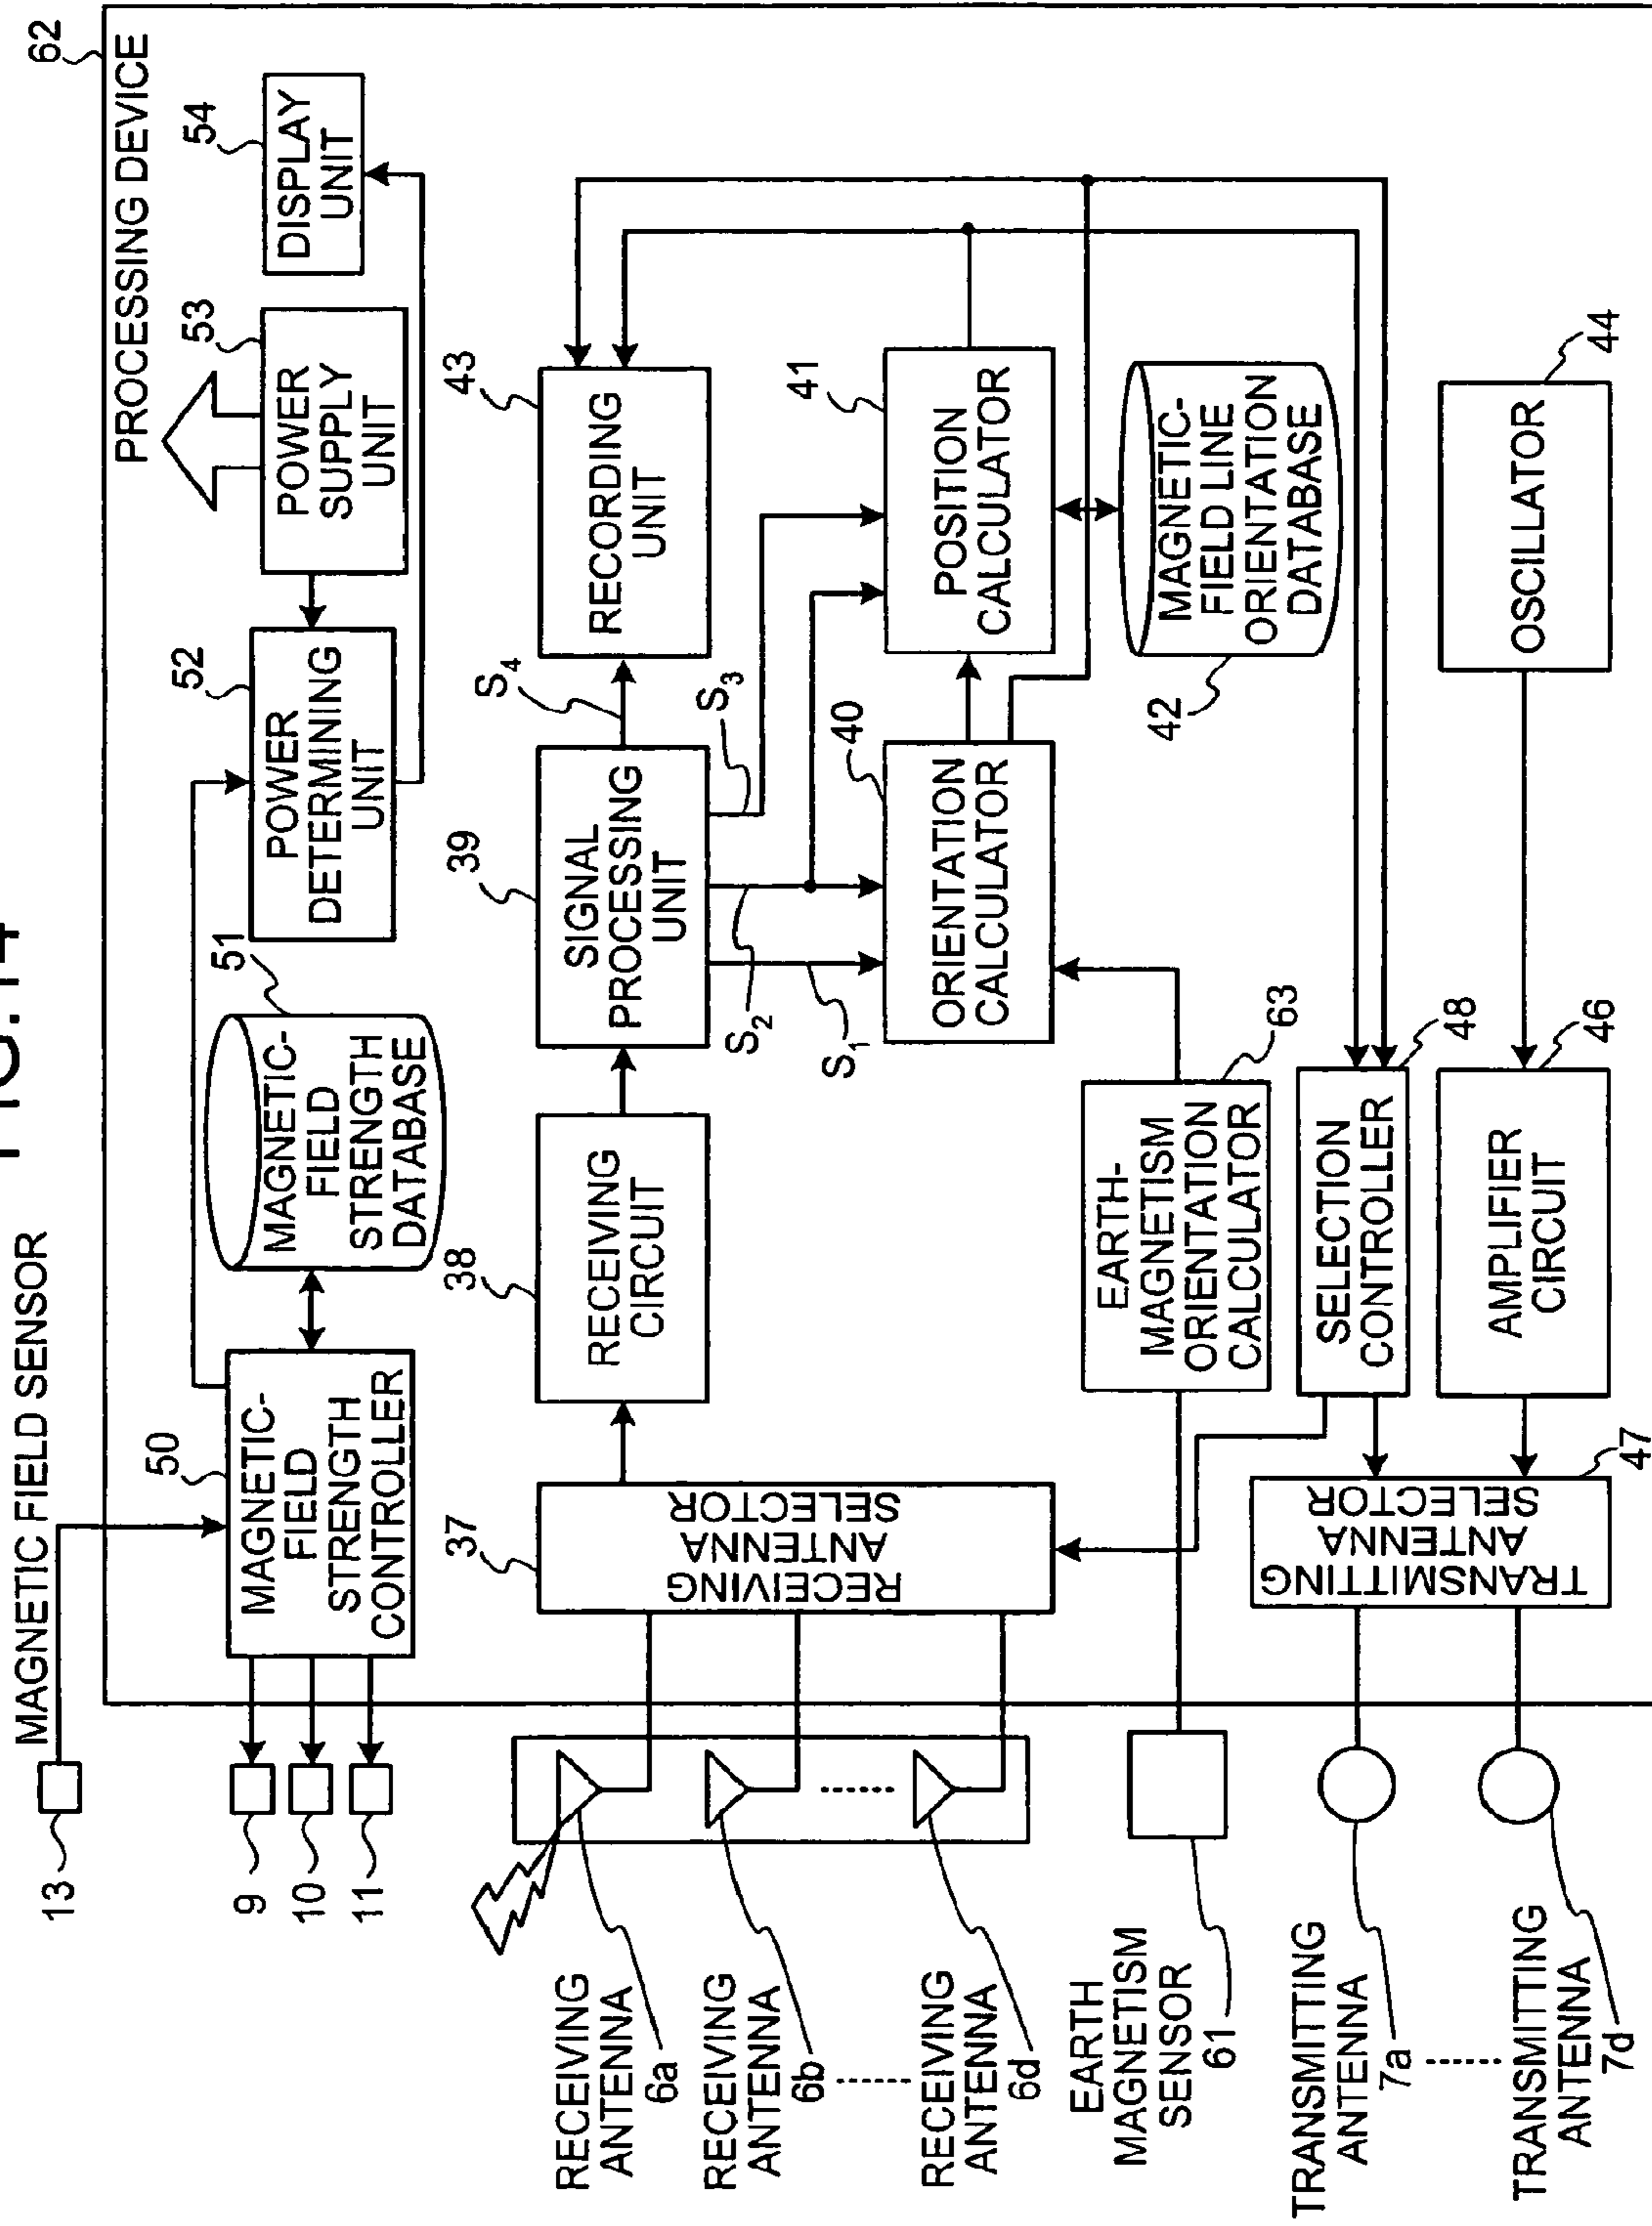 FIG.14
MAGNETIC FIELD SENSOR
13
62
PROCESSING DEVICE
50
MAGNETIC-
FIELD
STRENGTH
CONTROLLER
9
10
11
51
MAGNETIC-
FIELD
STRENGTH
DATABASE
52
POWER
DETERMINING
UNIT
53
POWER
SUPPLY
UNIT
54
DISPLAY
UNIT
RECEIVING
ANTENNA
6a
RECEIVING
ANTENNA
6b
RECEIVING
ANTENNA
6d
37
RECEIVING
ANTENNA
SELECTOR
38
RECEIVING
CIRCUIT
39
SIGNAL
PROCESSING
UNIT
S4
S3
S2
S1
43
RECORDING
UNIT
40
ORIENTATION
CALCULATOR
41
POSITION
CALCULATOR
42
MAGNETIC-
FIELD LINE
ORIENTATION
DATABASE
EARTH
MAGNETISM
SENSOR
61
63
EARTH-
MAGNETISM
ORIENTATION
CALCULATOR
SELECTION
CONTROLLER
48
TRANSMITTING
ANTENNA
7a
TRANSMITTING
ANTENNA
7d
TRANSMITTING
ANTENNA
SELECTOR
47
AMPLIFIER
CIRCUIT
46
OSCILLATOR
44